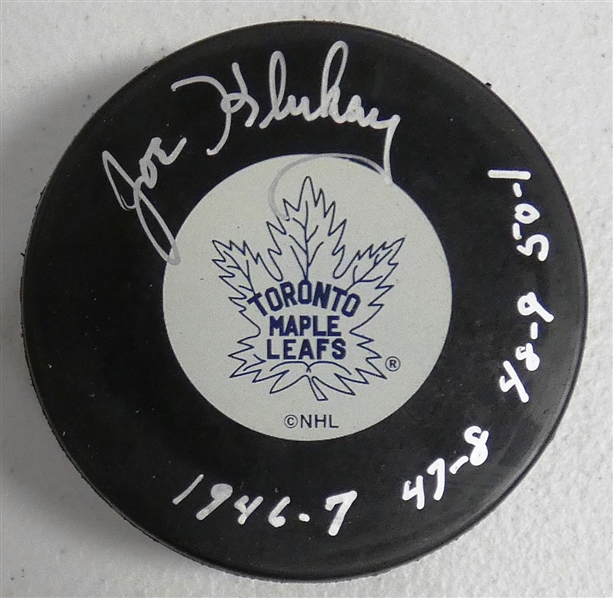 Joe Klukay
TORONTO
MAPLE
LEAFS
®
©NHL
1946-7 47-8 48-9 50-1